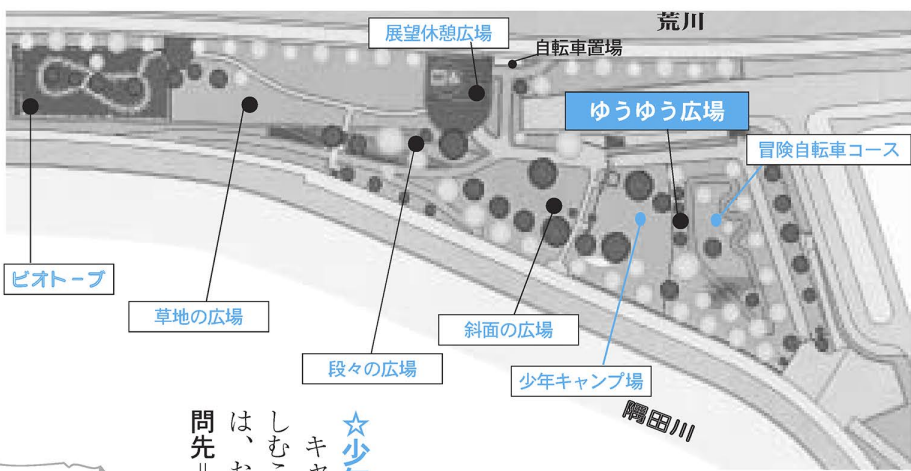 荒川
展望休憩広場
自転車置場
ゆうゆう広場
冒険自転車コース
ビオトープ
草地の広場
斜面の広場
段々の広場
少年キャンプ場
隅田川
☆少
キャ
しむこ
は、お
問先＝